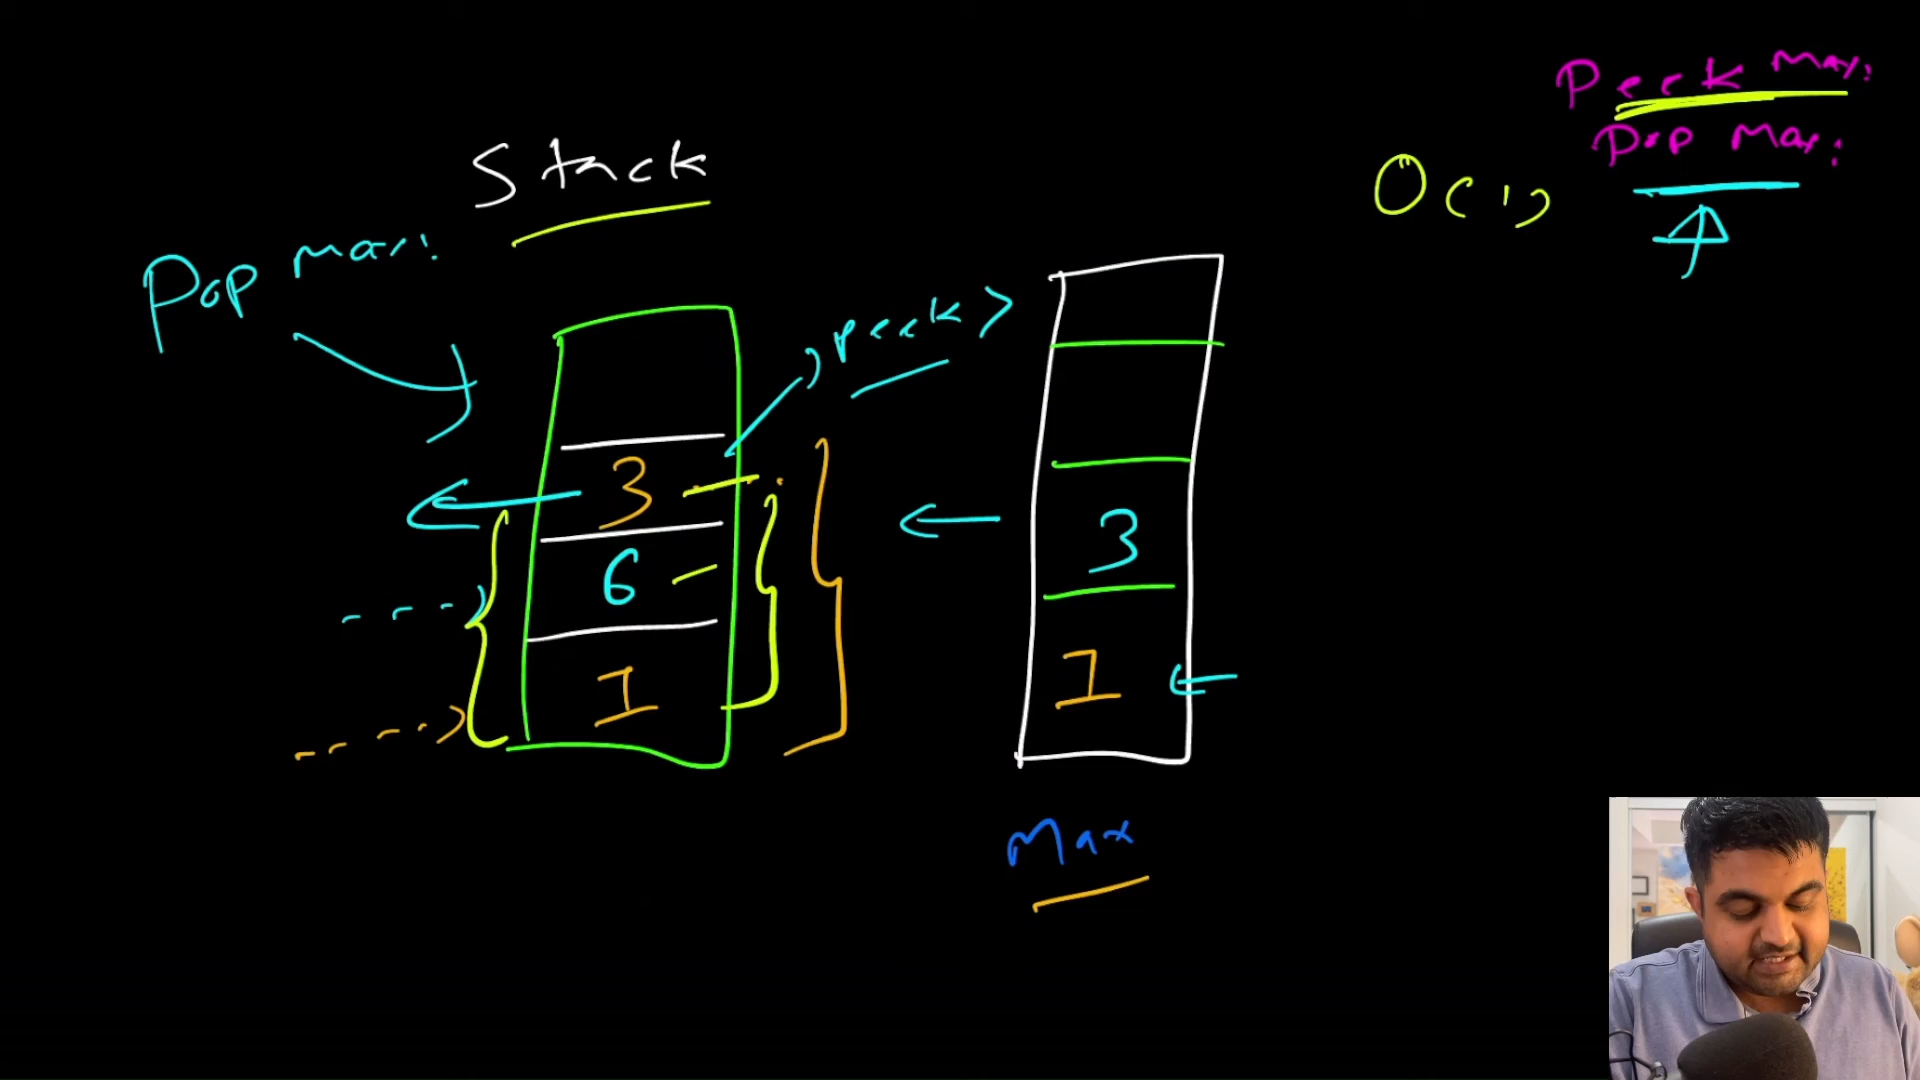 Peek Max:
Pop Max:
O(1)
Stack
Pop max:
peek
3
6
1
3
1
Max